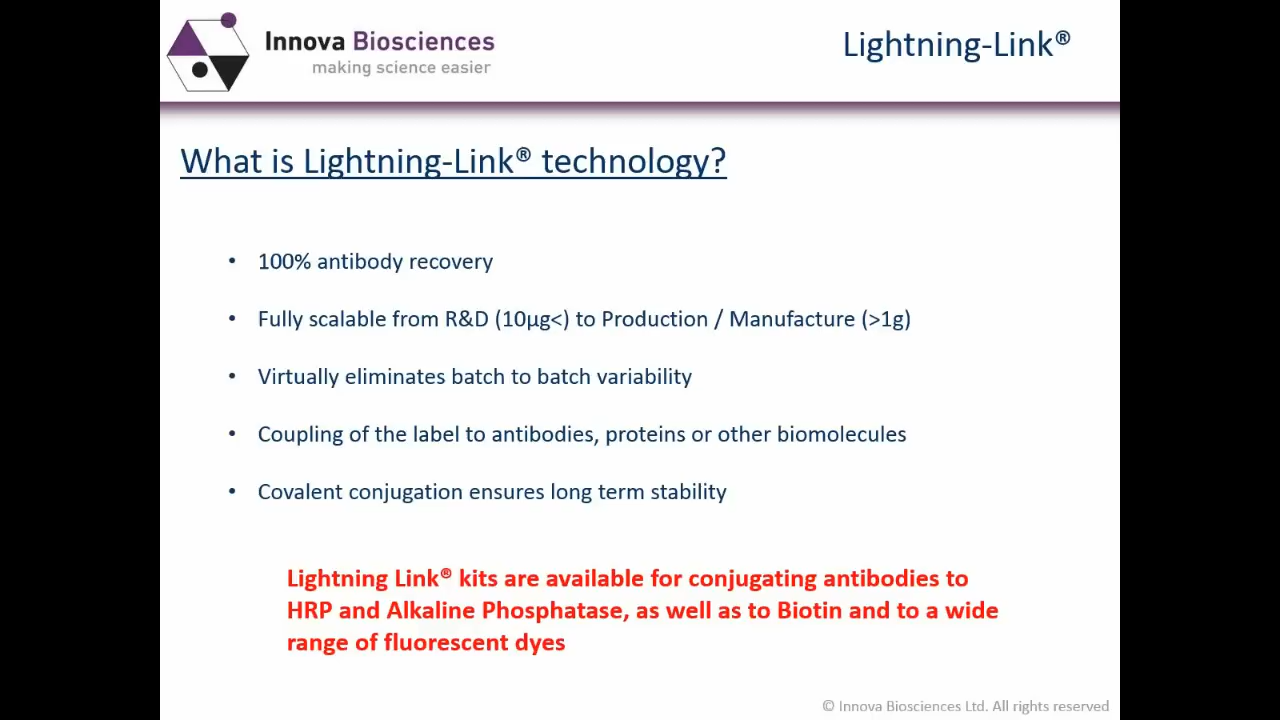 Innova Biosciences
making science easier
Lightning-Link®
What is Lightning-Link® technology?
• 100% antibody recovery
• Fully scalable from R&D (10µg<) to Production / Manufacture (>1g)
• Virtually eliminates batch to batch variability
• Coupling of the label to antibodies, proteins or other biomolecules
• Covalent conjugation ensures long term stability
Lightning Link® kits are available for conjugating antibodies to
HRP and Alkaline Phosphatase, as well as to Biotin and to a wide
range of fluorescent dyes
© Innova Biosciences Ltd. All rights reserved